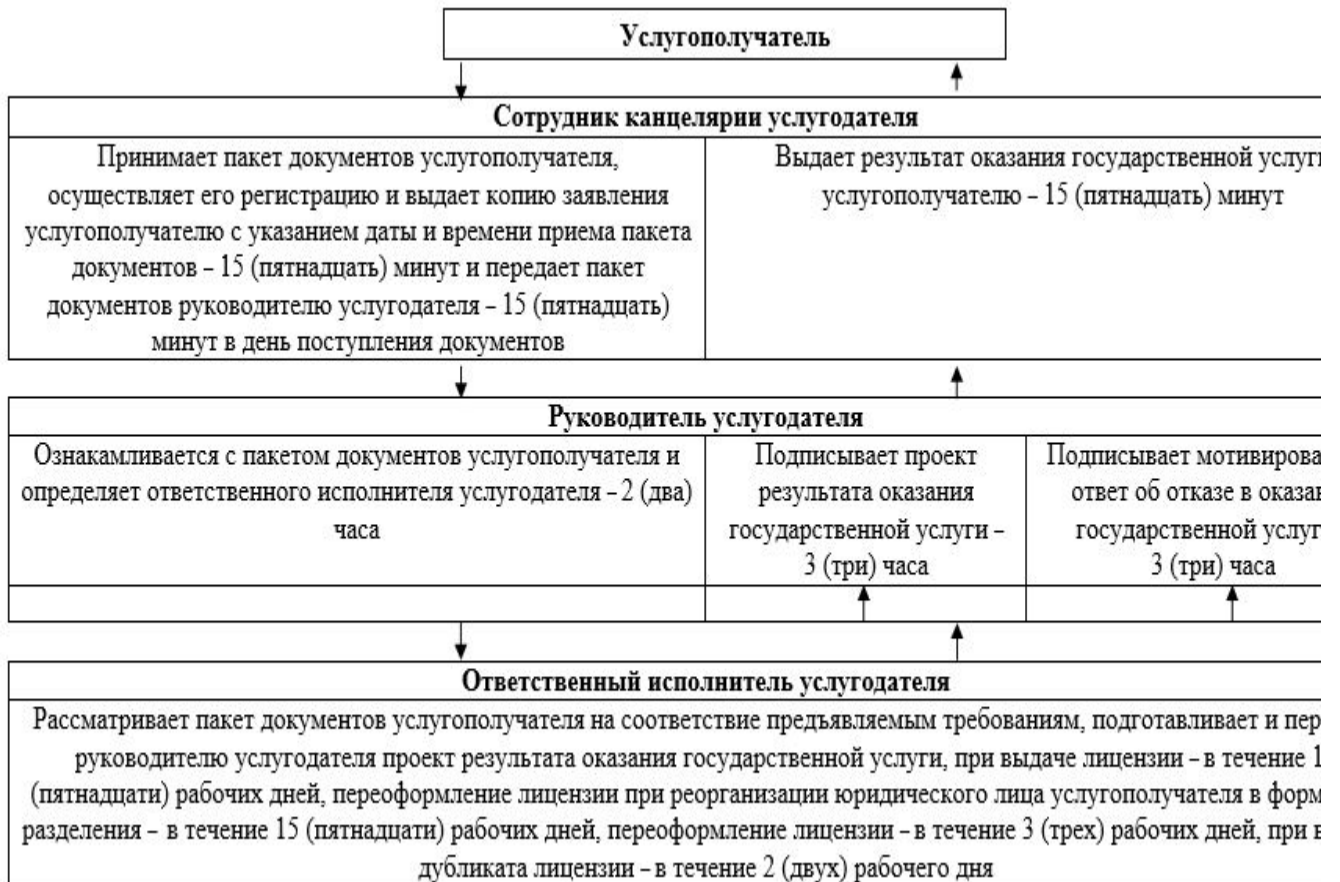 Услугополучатель
Сотрудник канцелярии услугодателя
Принимает пакет документов услугополучателя,
осуществляет его регистрацию и выдает копию заявления
услугополучателю с указанием даты и времени приема пакета
документов – 15 (пятнадцать) минут и передает пакет
документов руководителю услугодателя – 15 (пятнадцать)
минут в день поступления документов
Выдает результат оказания государственной
услугополучателю – 15 (пятнадцать) минут
Руководитель услугодателя
Ознакамливается с пакетом документов услугополучателя и
определяет ответственного исполнителя услугодателя – 2 (два)
часа
Подписывает проект
результата оказания
государственной услуги –
3 (три) часа
Подписывает
ответ об отказе в
государственной
3 (три) часа
Ответственный исполнитель услугодателя
Рассматривает пакет документов услугополучателя на соответствие предъявляемым требованиям, подготавливает и
руководителю услугодателя проект результата оказания государственной услуги, при выдаче лицензии – в течение
(пятнадцати) рабочих дней, переоформление лицензии при реорганизации юридического лица услугополучателя в
разделения – в течение 15 (пятнадцати) рабочих дней, переоформление лицензии – в течение 3 (трех) рабочих дней, при
дубликата лицензии – в течение 2 (двух) рабочего дня